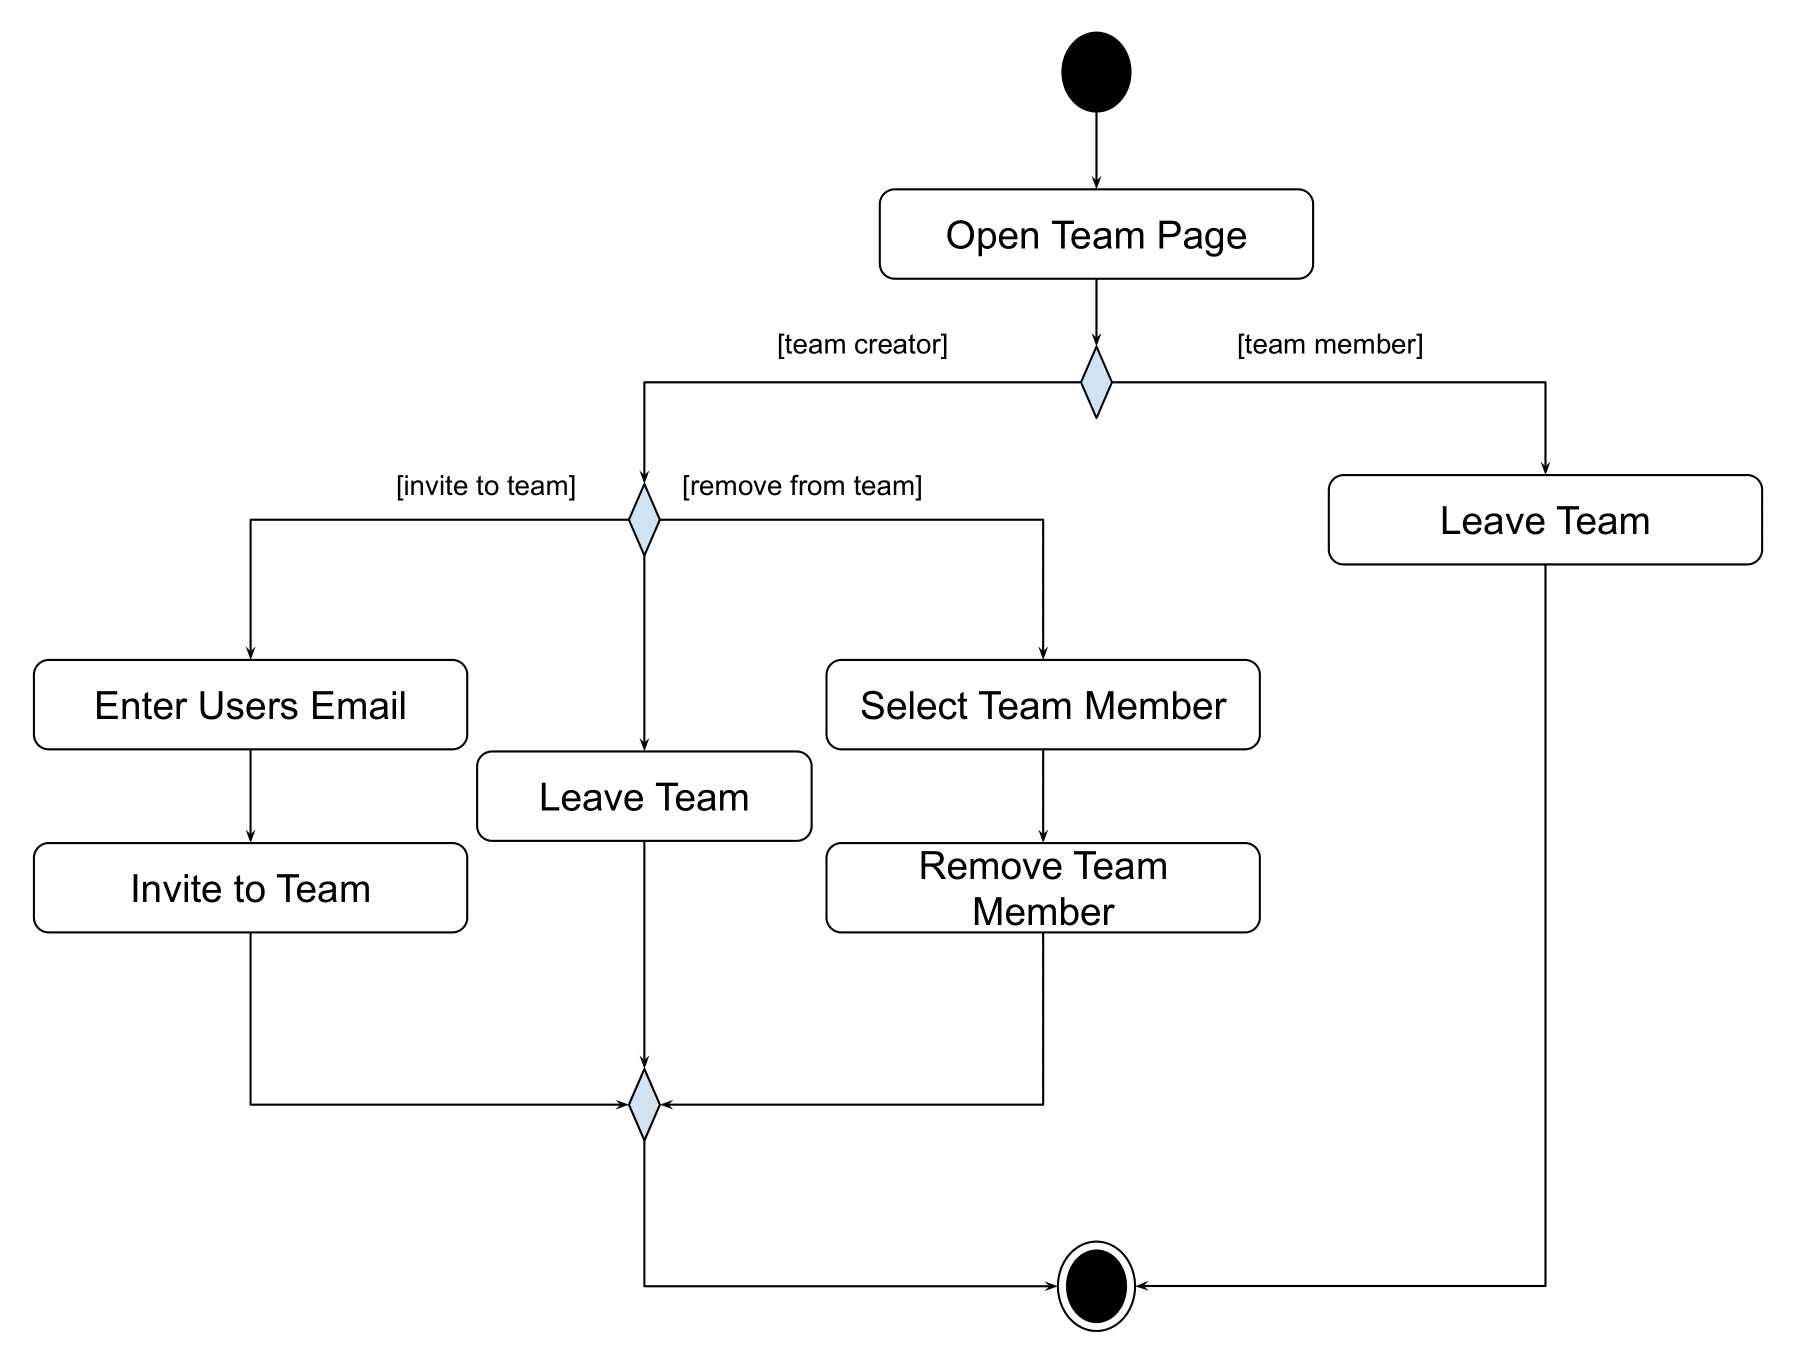 Open Team Page
[team creator]
[team member]
[invite to team]
[remove from team]
Leave Team
Enter Users Email
Select Team Member
Leave Team
Invite to Team
Remove Team
Member